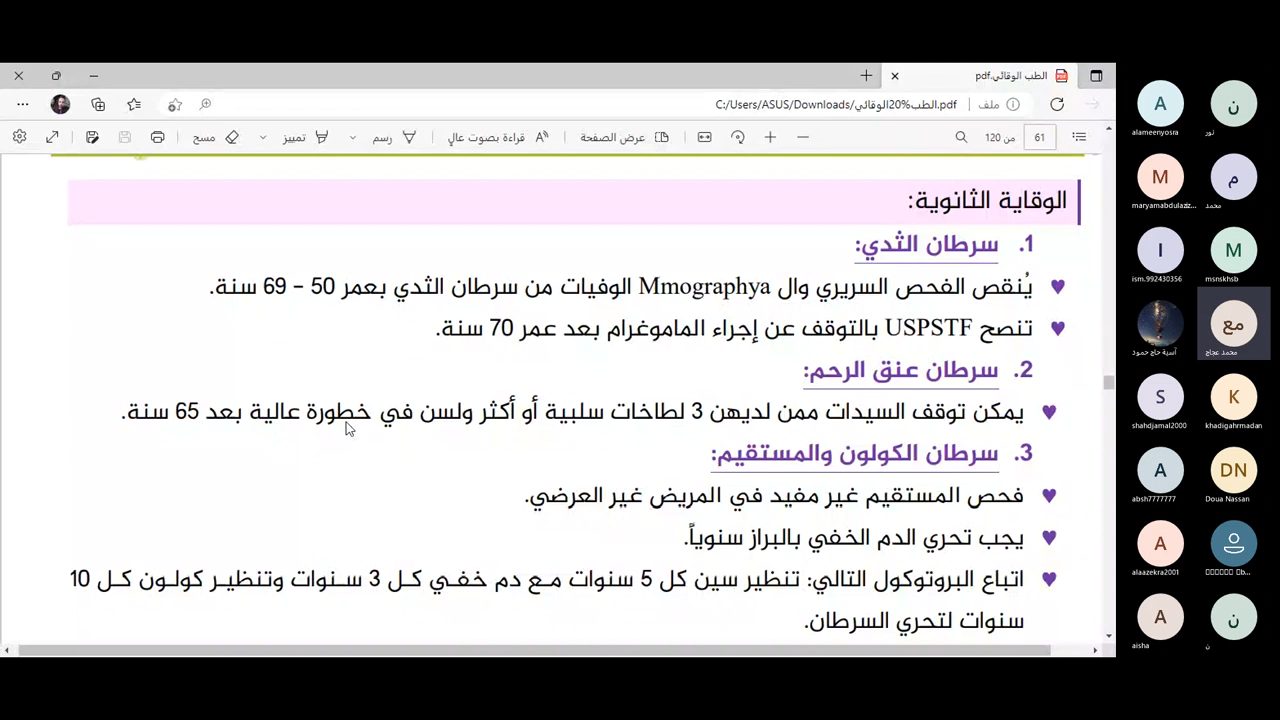 الطب الوقائي.pdf
ملف
C:/Users/ASUS/Downloads/الطب%20الوقائي.pdf
61
من 120
عرض الصفحة
قراءة بصوت عالٍ
رسم
تمييز
مسح
الوقاية الثانوية:
1. سرطان الثدي:
يُنقص الفحص السريري وال Mmographya الوفيات من سرطان الثدي بعمر 50 – 69 سنة.
تنصح USPSTF بالتوقف عن إجراء الماموغرام بعد عمر 70 سنة.
2. سرطان عنق الرحم:
يمكن توقف السيدات ممن لديهن 3 لطاخات سلبية أو أكثر ولسن في خطورة عالية بعد 65 سنة.
3. سرطان الكولون والمستقيم:
فحص المستقيم غير مفيد في المريض غير العرضي.
يجب تحري الدم الخفي بالبراز سنوياً.
اتباع البروتوكول التالي: تنظير سين كل 5 سنوات مع دم خفي كل 3 سنوات وتنظير كولون كل 10
سنوات لتحري السرطان.
A
alameenyosra
ن
نور
M
maryamabdulaziz...
م
محمد
I
ism.992430356
M
msnskhsb
آسية حاج حمود
مع
محمد عجاج
S
shahdjamal2000
K
khadigahrmadan
A
absh7777777
DN
Doua Nassan
A
alaazekra2001
A
aisha
ن
ن